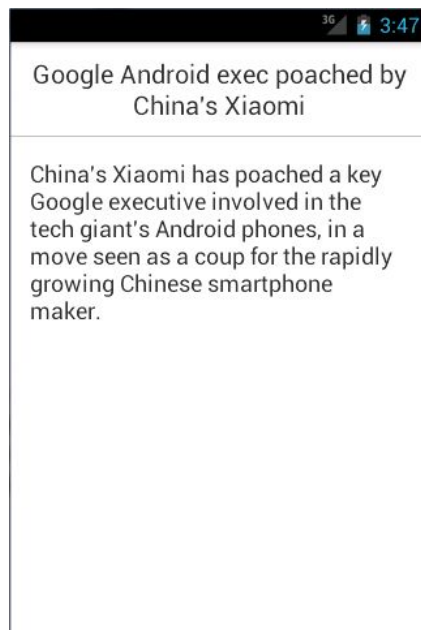 3G
3:47
Google Android exec poached by
China's Xiaomi
China's Xiaomi has poached a key
Google executive involved in the
tech giant's Android phones, in a
move seen as a coup for the rapidly
growing Chinese smartphone
maker.